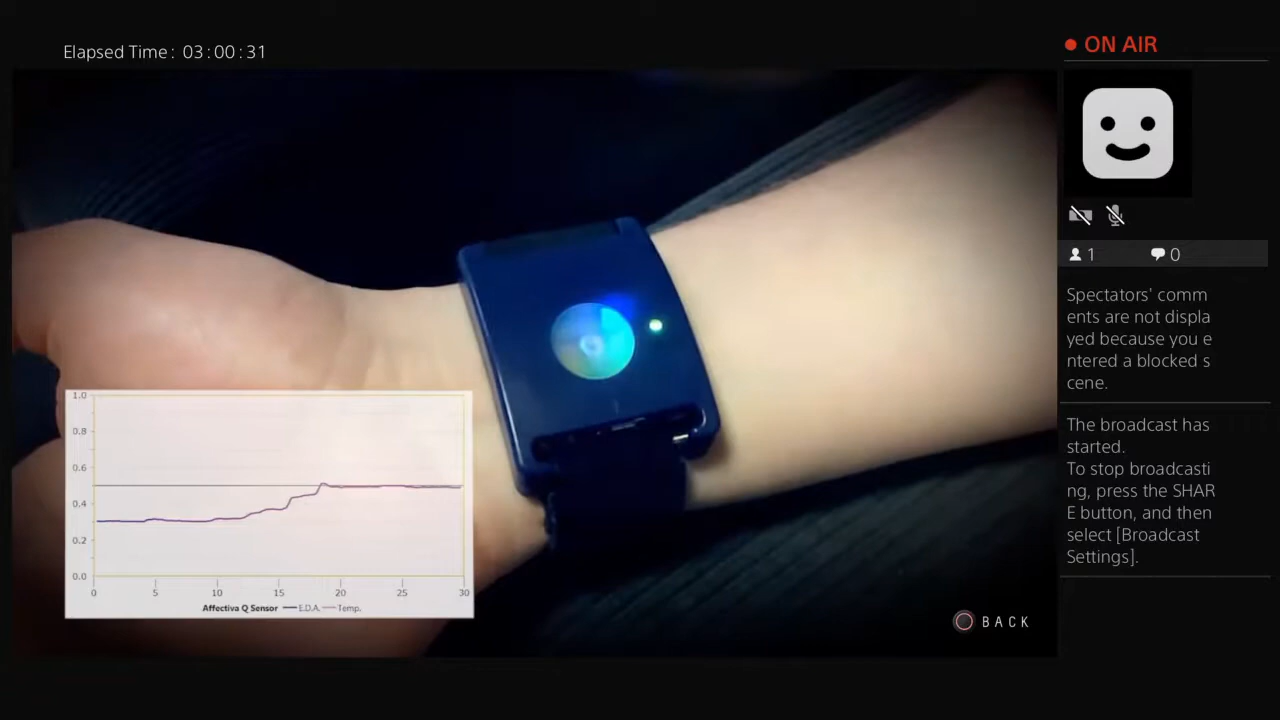 Elapsed Time: 03:00:31
ON AIR
1
0
Spectators' comm
ents are not displa
yed because you e
ntered a blocked s
cene.
The broadcast has
started.
To stop broadcasti
ng, press the SHAR
E button, and then
select [Broadcast
Settings].
1.0
0.8
0.6
0.4
0.2
0.0
0 5 10 15 20 25 30
Affectiva Q Sensor E.D.A. Temp.
BACK